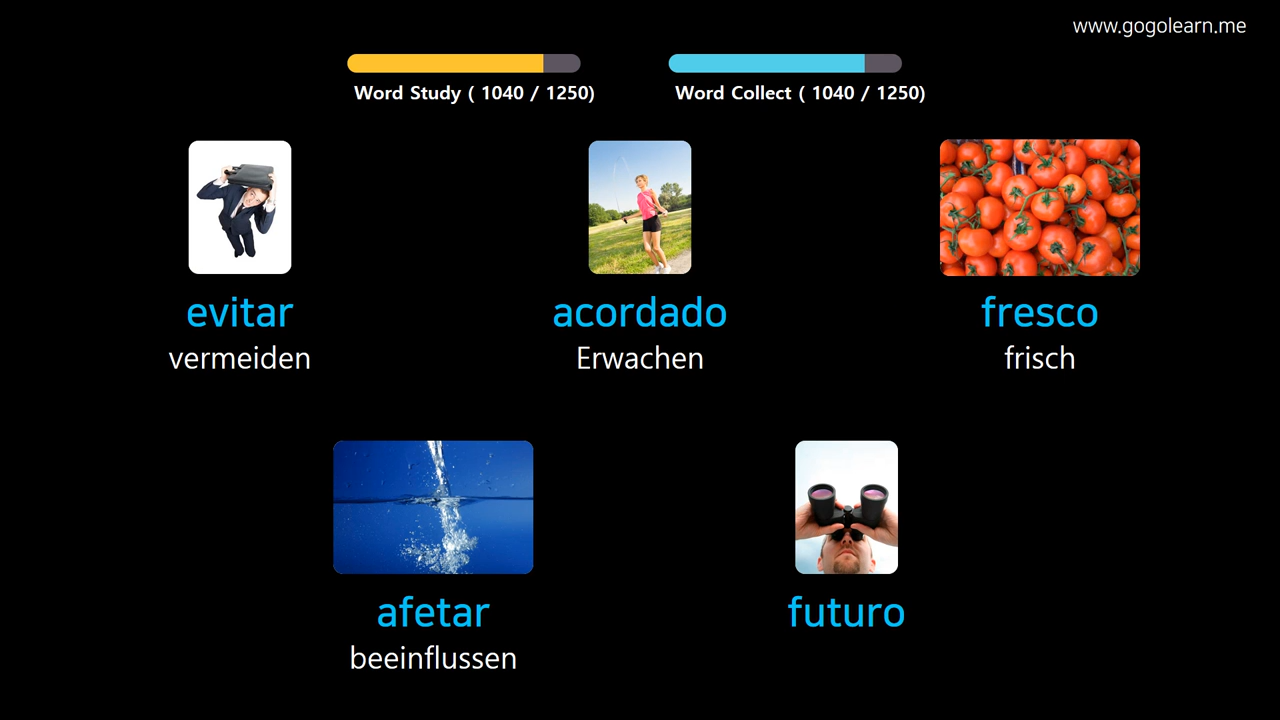 www.gogolearn.me
Word Study ( 1040 / 1250)
Word Collect ( 1040 / 1250)
evitar
vermeiden
acordado
Erwachen
fresco
frisch
afetar
beeinflussen
futuro